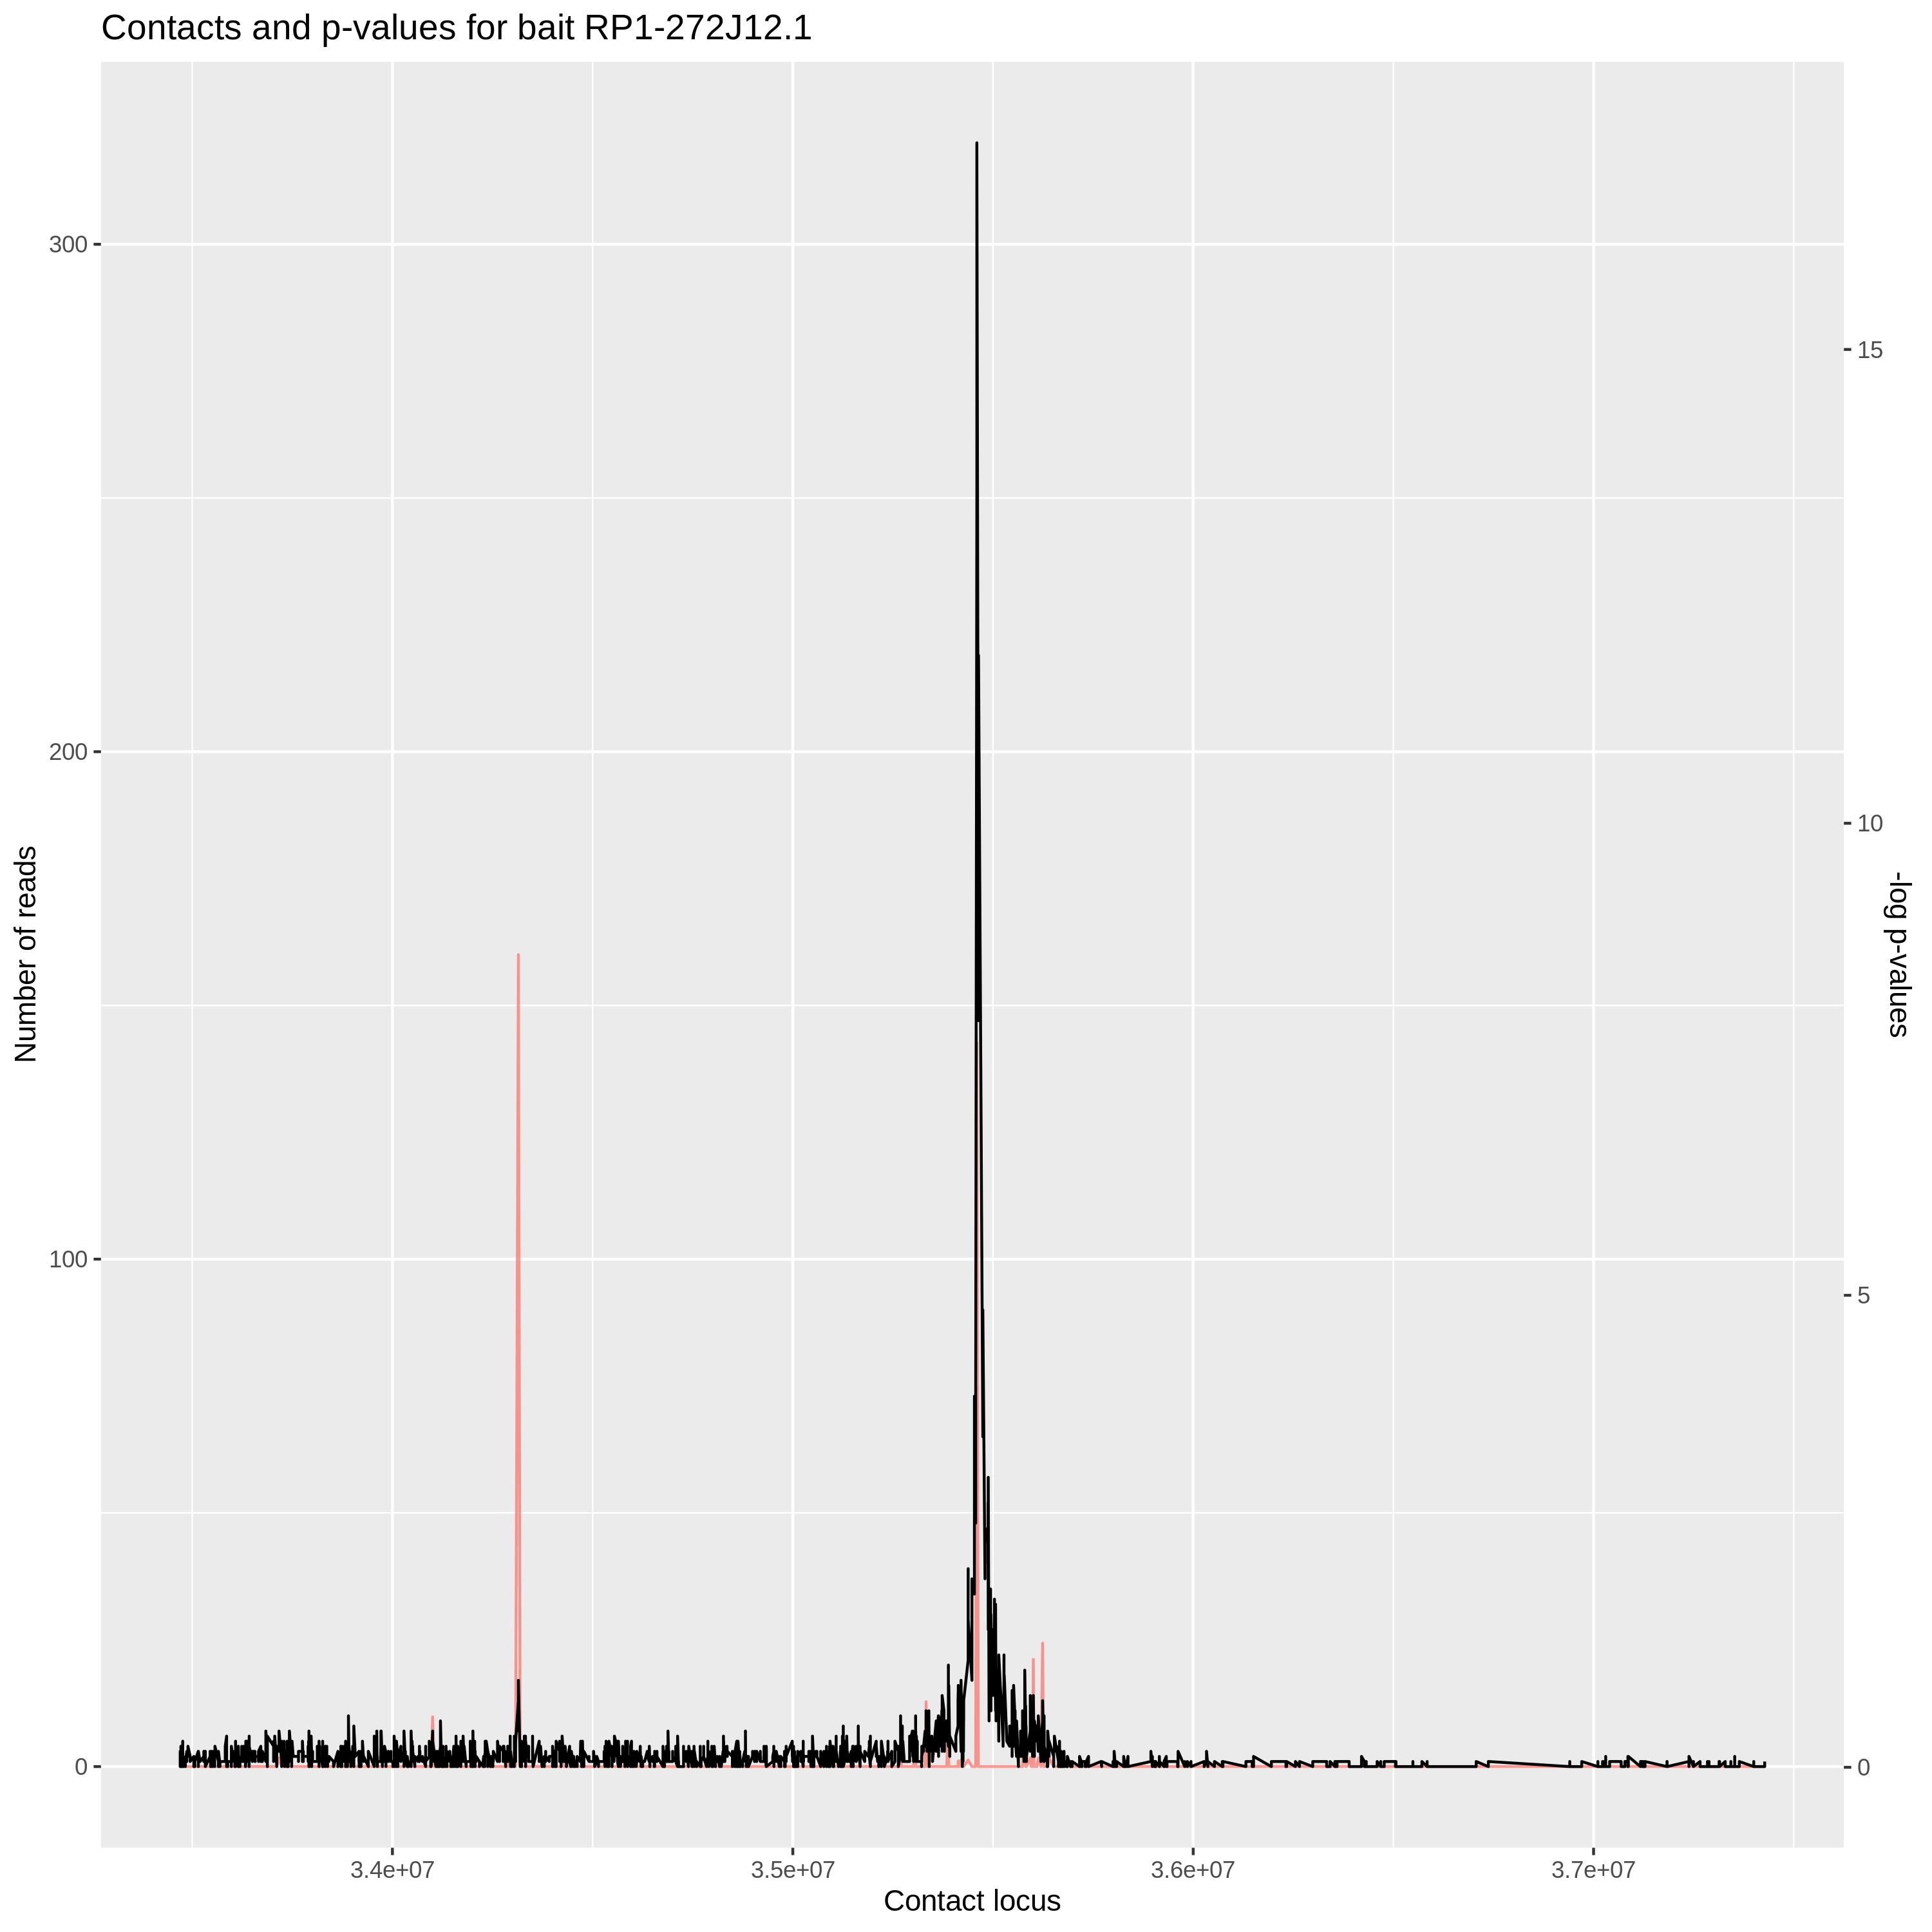 Contacts and p-values for bait RP1-272J12.1
Number of reads
300
200
100
0
15
10
5
0
-log p-values
3.4e+07
3.5e+07
3.6e+07
3.7e+07
Contact locus